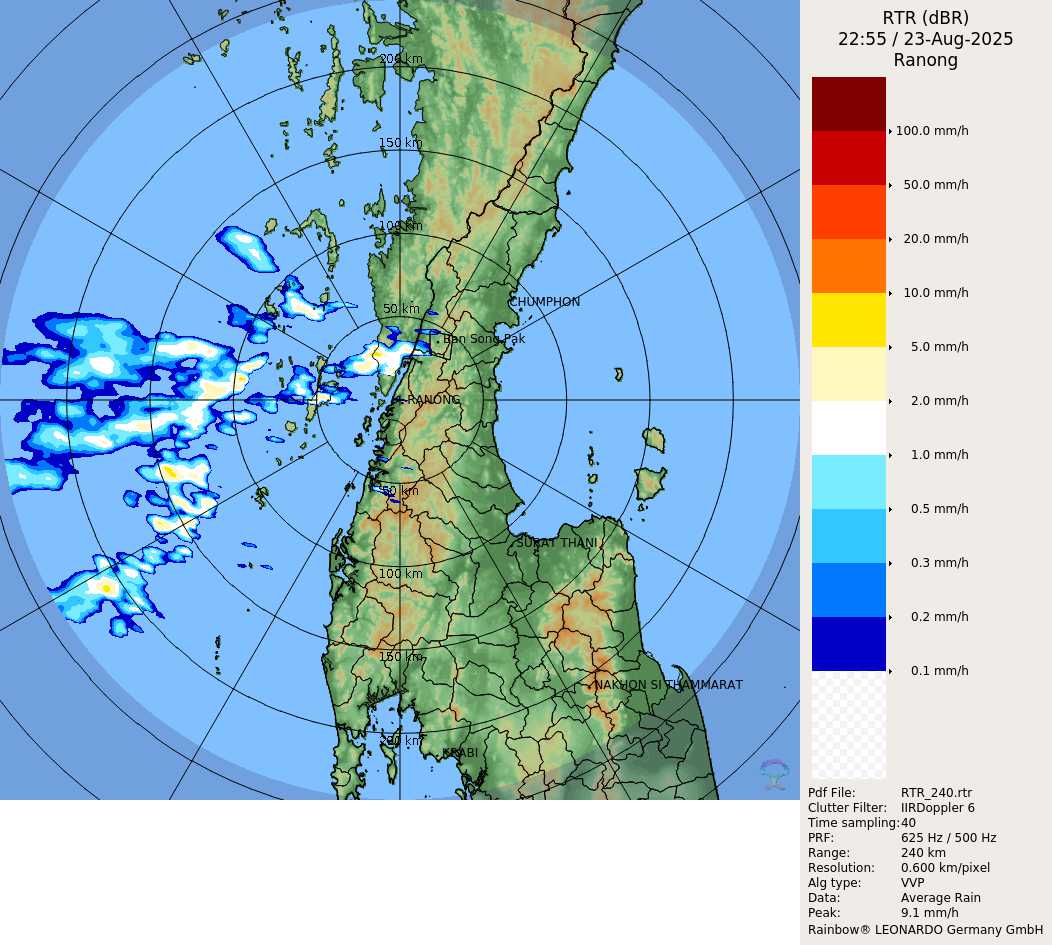 RTR (dBR)
22:55 / 23-Aug-2025
Ranong
200 km
150 km
100 km
50 km
CHUMPHON
Ban Song Pak
RANONG
50 km
SURAT THANI
100 km
150 km
NAKHON SI THAMMARAT
200 km
KRABI
100.0 mm/h
50.0 mm/h
20.0 mm/h
10.0 mm/h
5.0 mm/h
2.0 mm/h
1.0 mm/h
0.5 mm/h
0.3 mm/h
0.2 mm/h
0.1 mm/h
Pdf File: RTR_240.rtr
Clutter Filter: IIRDoppler 6
Time sampling:40
PRF: 625 Hz / 500 Hz
Range: 240 km
Resolution: 0.600 km/pixel
Alg type: VVP
Data: Average Rain
Peak: 9.1 mm/h
Rainbow® LEONARDO Germany GmbH